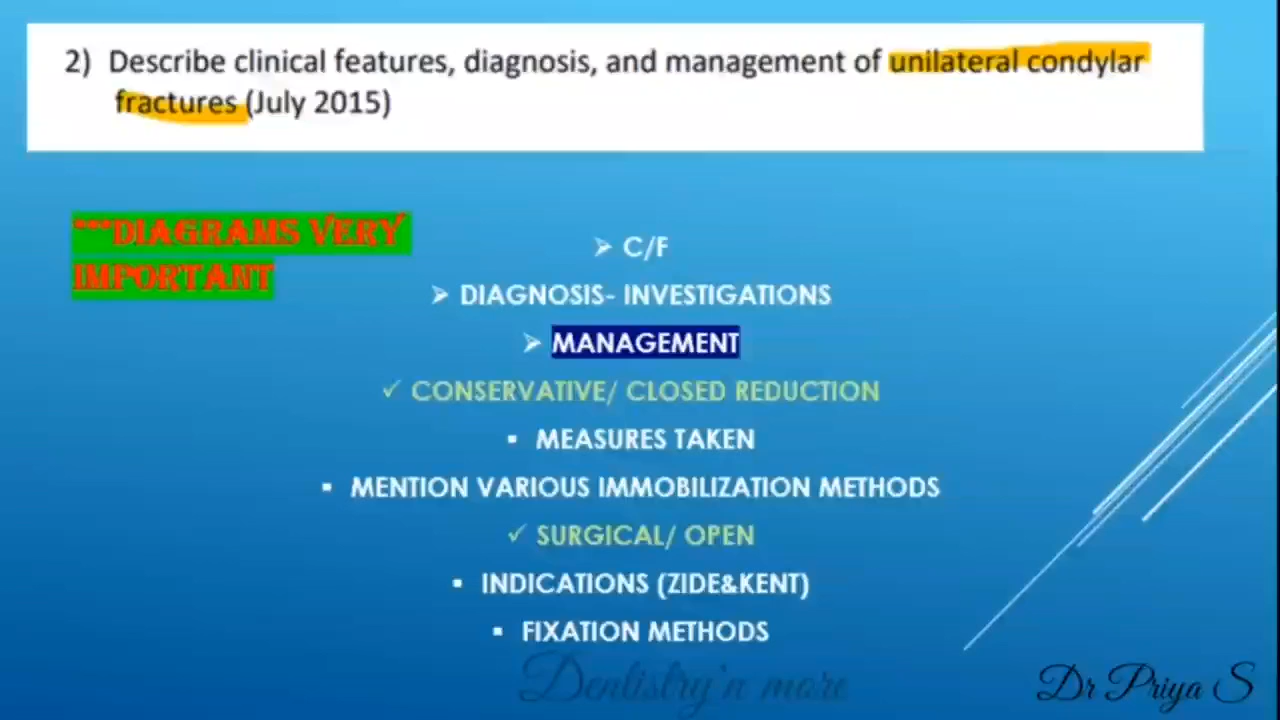 2) Describe clinical features, diagnosis, and management of unilateral condylar
fractures (July 2015)
***DIAGRAMS VERY
IMPORTANT
➢ C/F
➢ DIAGNOSIS- INVESTIGATIONS
➢ MANAGEMENT
✓ CONSERVATIVE/ CLOSED REDUCTION
▪ MEASURES TAKEN
▪ MENTION VARIOUS IMMOBILIZATION METHODS
✓ SURGICAL/ OPEN
▪ INDICATIONS (ZIDE&KENT)
▪ FIXATION METHODS
Dentistry'n more
Dr Priya S